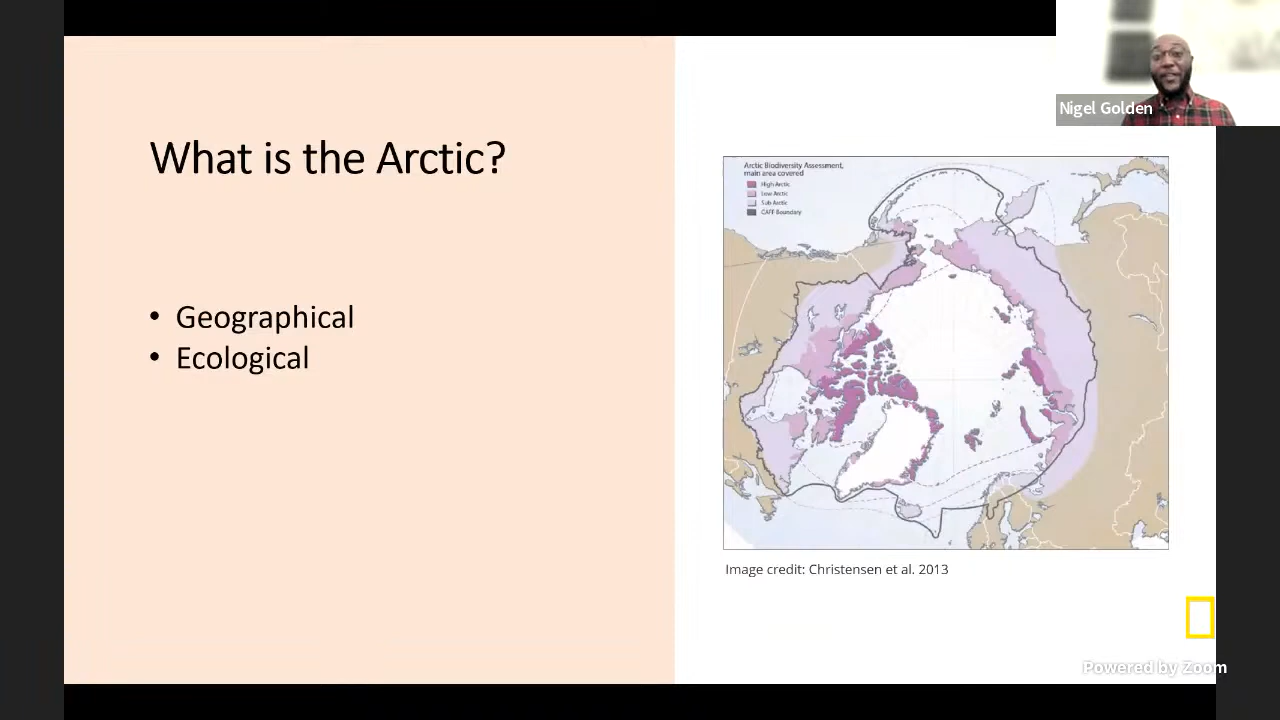 Nigel Golden
What is the Arctic?
• Geographical
• Ecological
Arctic Biodiversity Assessment,
main area covered
High Arctic
Low Arctic
Sub Arctic
CAFF Boundary
Image credit: Christensen et al. 2013
Powered by Zoom